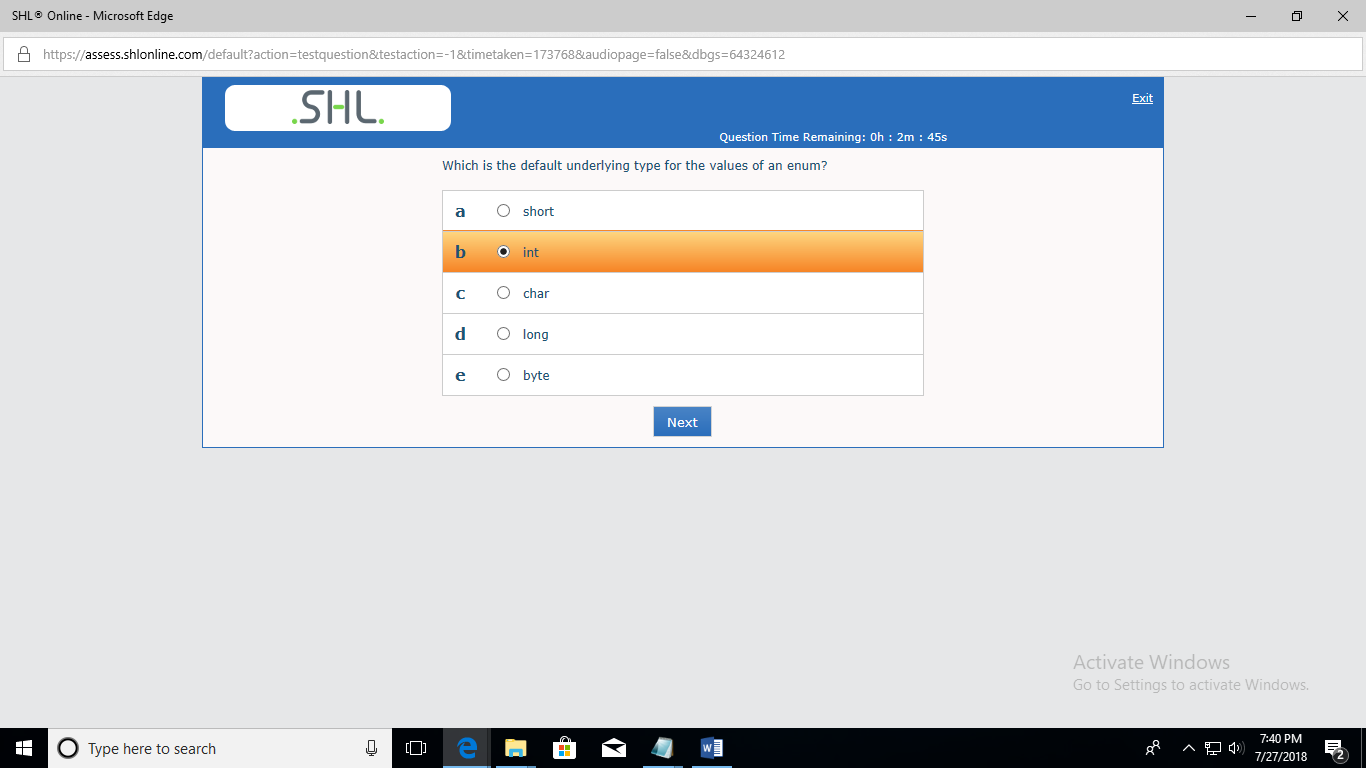 SHL® Online - Microsoft Edge
https://assess.shlonline.com/default?action=testquestion&testaction=-1&timetaken=173768&audiopage=false&dbgs=64324612
.SHL.
Exit
Question Time Remaining: 0h : 2m : 45s
Which is the default underlying type for the values of an enum?
a short
b int
c char
d long
e byte
Next
Activate Windows
Go to Settings to activate Windows.
Type here to search
7:40 PM
7/27/2018
2